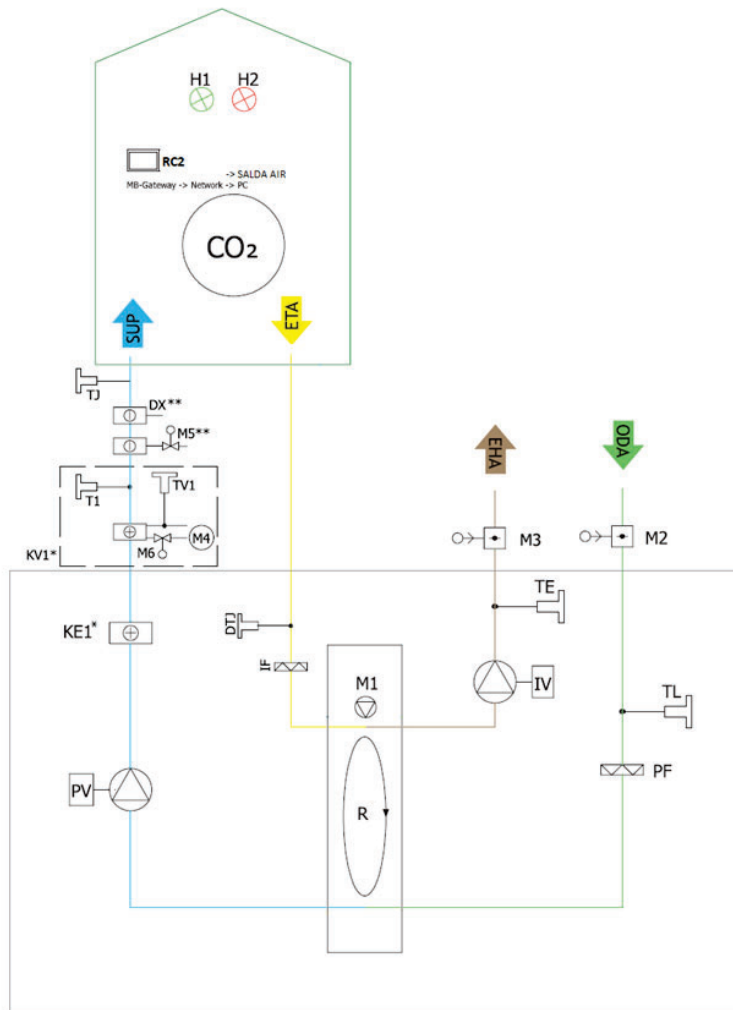 H1 H2
RC2
-> SALDA AIR
MB-Gateway -> Network -> PC
CO₂
SUP
ETA
TJ
DX**
M5**
EHA
ODA
T1
TV1
M4
M6
KV1*
M3
M2
KE1*
DTJ
TE
IF
M1
IV
TL
PV
R
PF